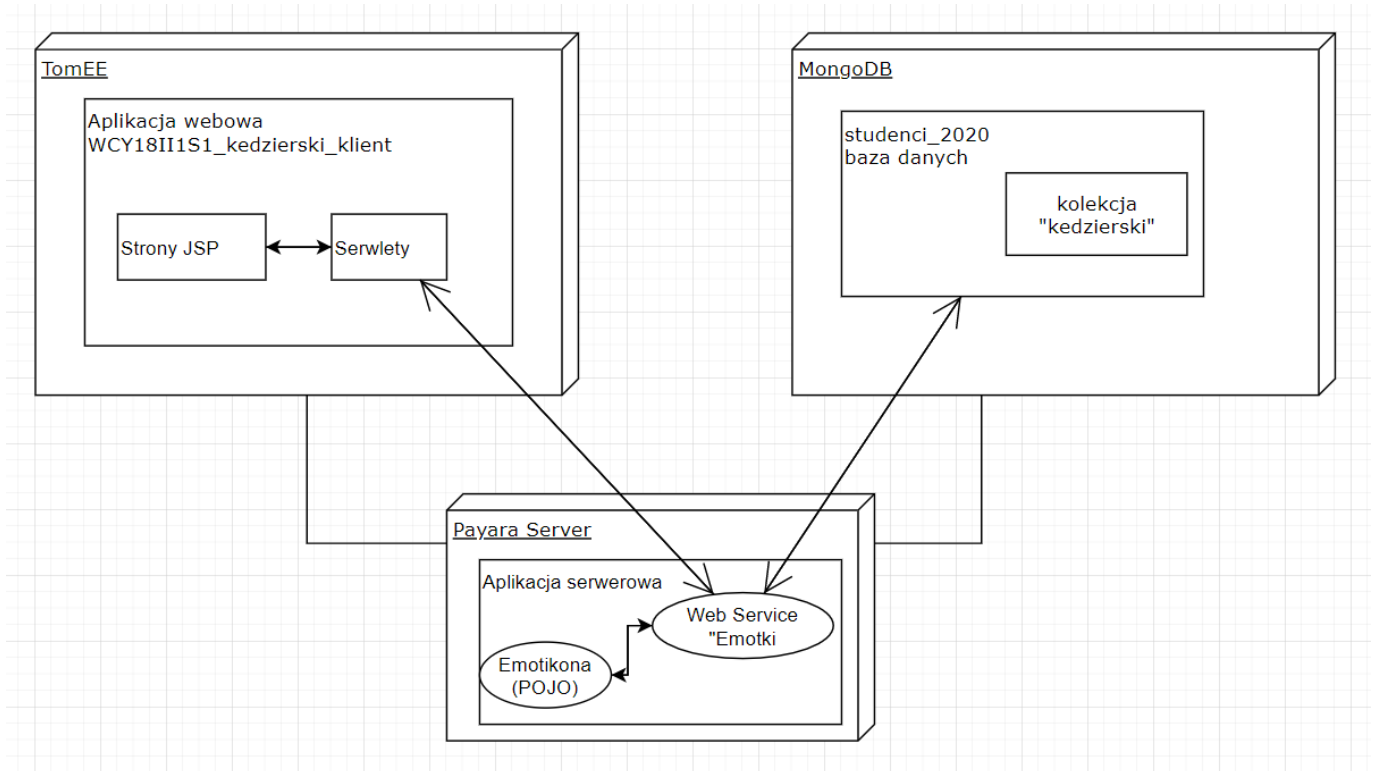 TomEE
Aplikacja webowa
WCY18II1S1_kedzierski_klient
Strony JSP
Serwlety
MongoDB
studenci_2020
baza danych
kolekcja
"kedzierski"
Payara Server
Aplikacja serwerowa
Web Service
"Emotki
Emotikona
(POJO)